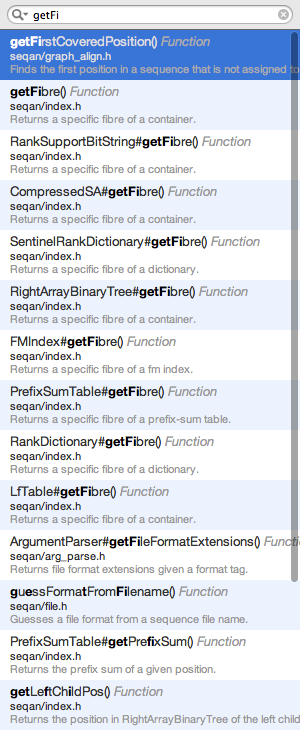 getFi
getFirstCoveredPosition() Function
seqan/graph_align.h
Finds the first position in a sequence that is not assigned to
getFibre() Function
seqan/index.h
Returns a specific fibre of a container.
RankSupportBitString#getFibre() Function
seqan/index.h
Returns a specific fibre of a container.
CompressedSA#getFibre() Function
seqan/index.h
Returns a specific fibre of a container.
SentinelRankDictionary#getFibre() Function
seqan/index.h
Returns a specific fibre of a dictionary.
RightArrayBinaryTree#getFibre() Function
seqan/index.h
Returns a specific fibre of a container.
FMIndex#getFibre() Function
seqan/index.h
Returns a specific fibre of a fm index.
PrefixSumTable#getFibre() Function
seqan/index.h
Returns a specific fibre of a prefix-sum table.
RankDictionary#getFibre() Function
seqan/index.h
Returns a specific fibre of a dictionary.
LfTable#getFibre() Function
seqan/index.h
Returns a specific fibre of a container.
ArgumentParser#getFileFormatExtensions() Function
seqan/arg_parse.h
Returns file format extensions given a format tag.
guessFormatFromFilename() Function
seqan/file.h
Guesses a file format from a sequence file name.
PrefixSumTable#getPrefixSum() Function
seqan/index.h
Returns the prefix sum of a given position.
getLeftChildPos() Function
seqan/index.h
Returns the position in RightArrayBinaryTree of the left child